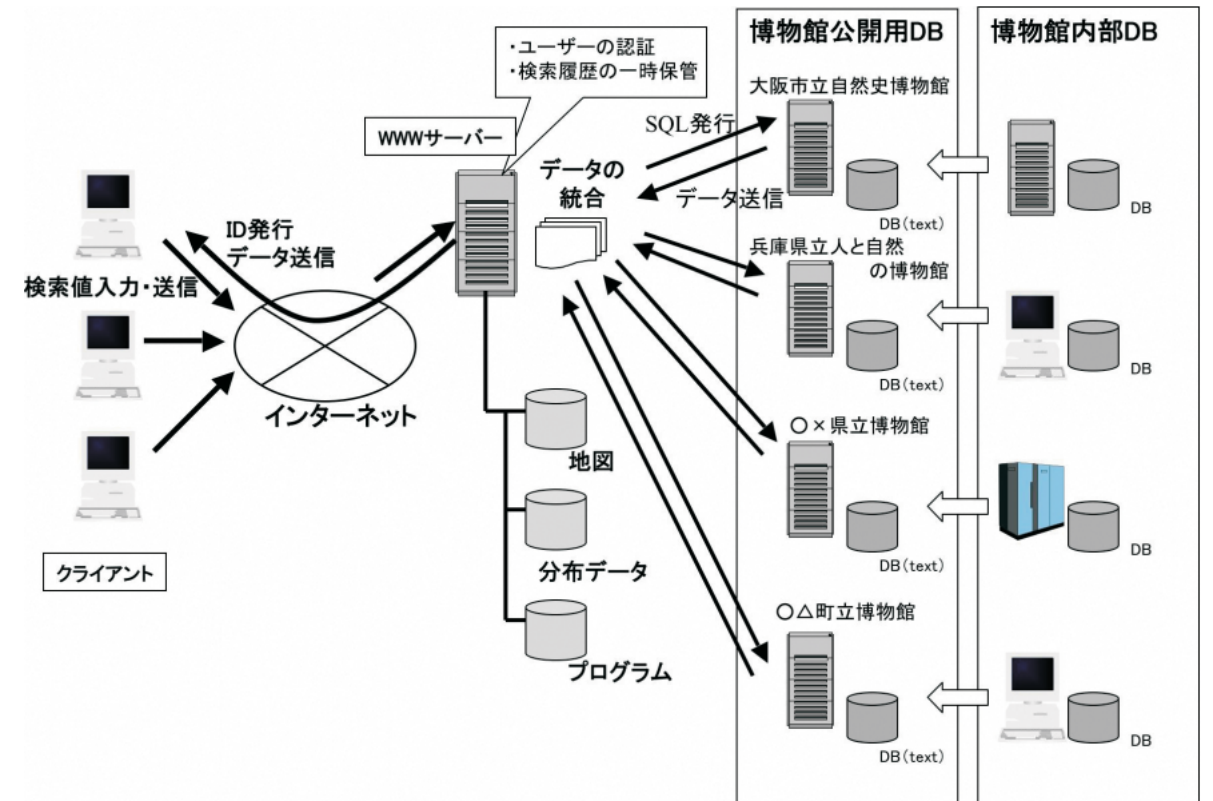 博物館公開用DB
博物館内部DB
・ユーザーの認証
・検索履歴の一時保管
大阪市立自然史博物館
WWWサーバー
SQL発行
データの
統合
データ送信
DB(text)
DB
ID発行
データ送信
兵庫県立人と自然
の博物館
検索値入力・送信
DB(text)
DB
インターネット
○×県立博物館
地図
DB(text)
DB
分布データ
クライアント
○△町立博物館
プログラム
DB(text)
DB